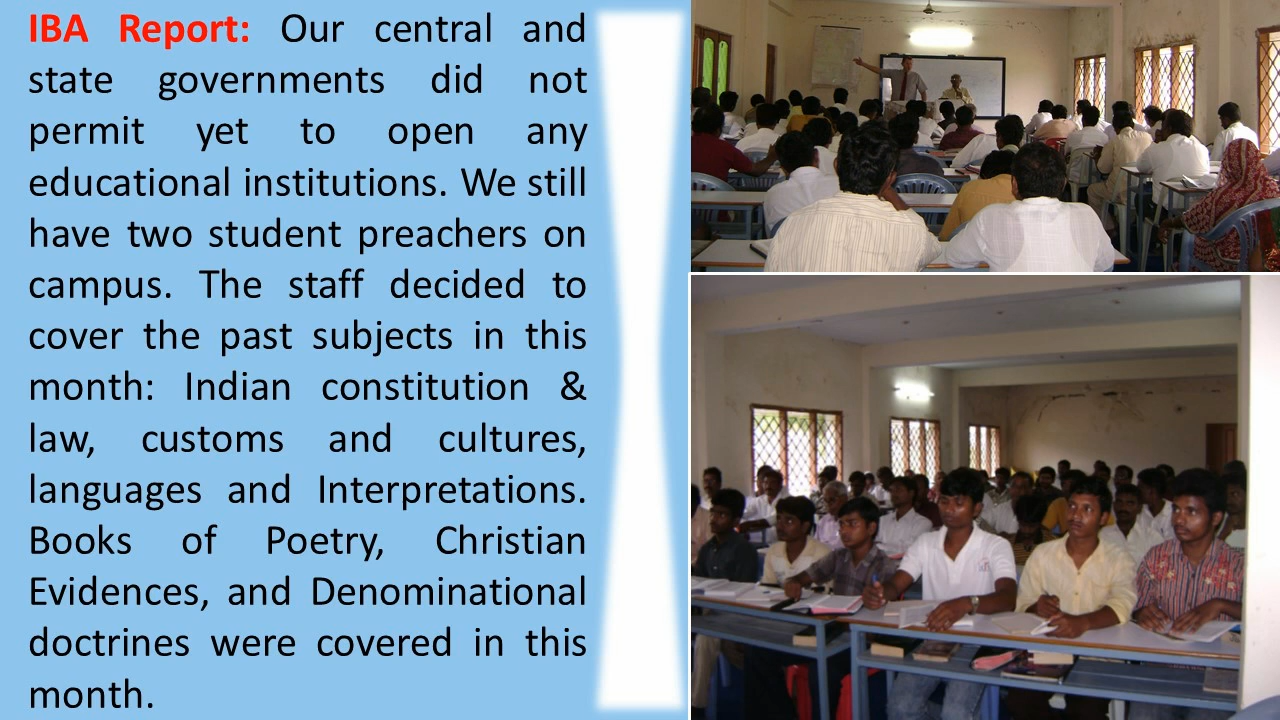 IBA Report: Our central and
state governments did not
permit yet to open any
educational institutions. We still
have two student preachers on
campus. The staff decided to
cover the past subjects in this
month: Indian constitution &
law, customs and cultures,
languages and Interpretations.
Books of Poetry, Christian
Evidences, and Denominational
doctrines were covered in this
month.